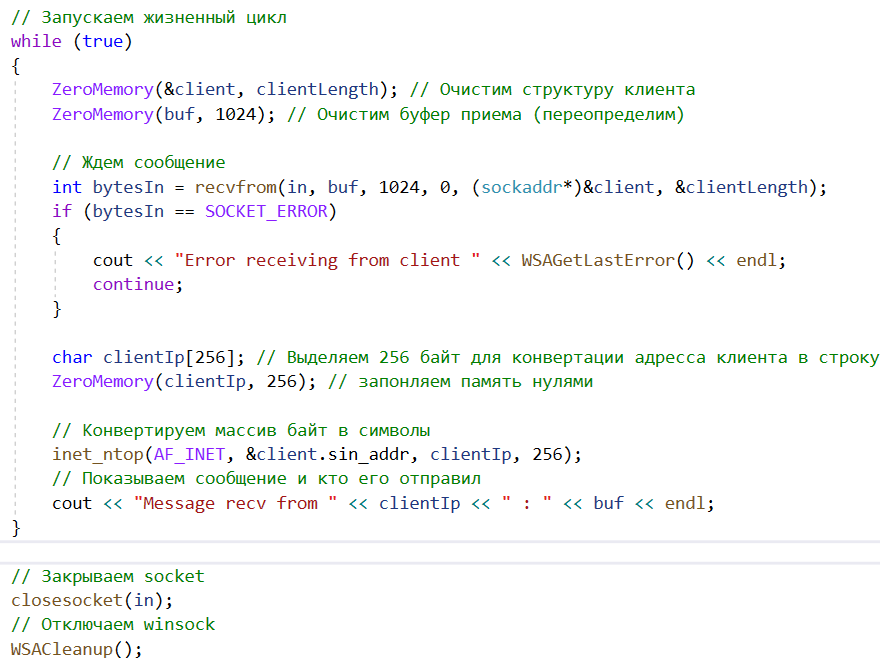 // Запускаем жизненный цикл
while (true)
{
ZeroMemory(&client, clientLength); // Очистим структуру клиента
ZeroMemory(buf, 1024); // Очистим буфер приема (переопределим)
// Ждем сообщение
int bytesIn = recvfrom(in, buf, 1024, 0, (sockaddr*)&client, &clientLength);
if (bytesIn == SOCKET_ERROR)
{
cout << "Error receiving from client " << WSAGetLastError() << endl;
continue;
}
char clientIp[256]; // Выделяем 256 байт для конвертации адреса клиента в строку
ZeroMemory(clientIp, 256); // запонляем память нулями
// Конвертируем массив байт в символы
inet_ntop(AF_INET, &client.sin_addr, clientIp, 256);
// Показываем сообщение и кто его отправил
cout << "Message recv from " << clientIp << " : " << buf << endl;
}
// Закрываем socket
closesocket(in);
// Отключаем winsock
WSACleanup();